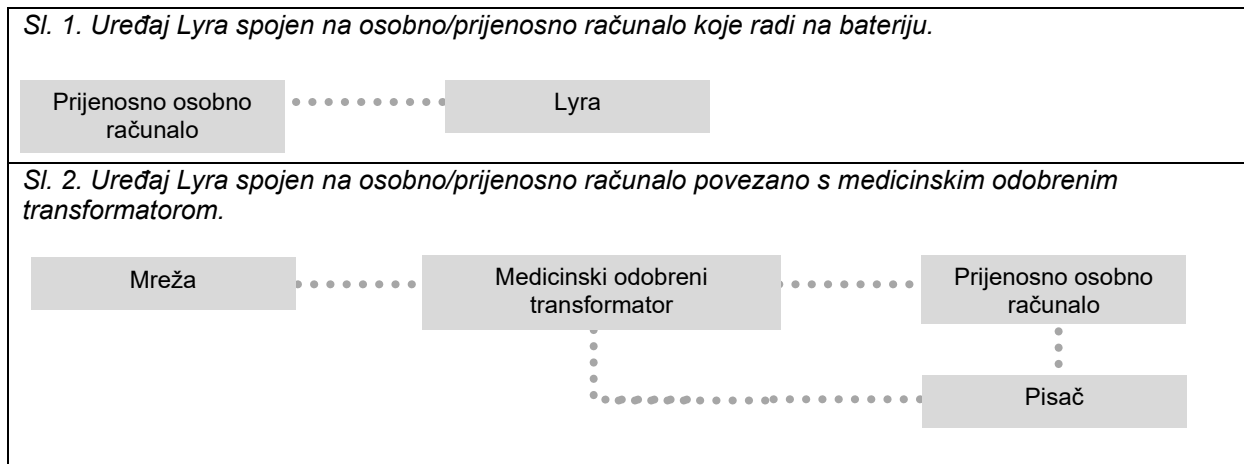 Sl. 1. Uređaj Lyra spojen na osobno/prijenosno računalo koje radi na bateriju.
Prijenosno osobno
računalo
Lyra
Sl. 2. Uređaj Lyra spojen na osobno/prijenosno računalo povezano s medicinskim odobrenim
transformatorom.
Mreža
Medicinski odobreni
transformator
Prijenosno osobno
računalo
Pisač